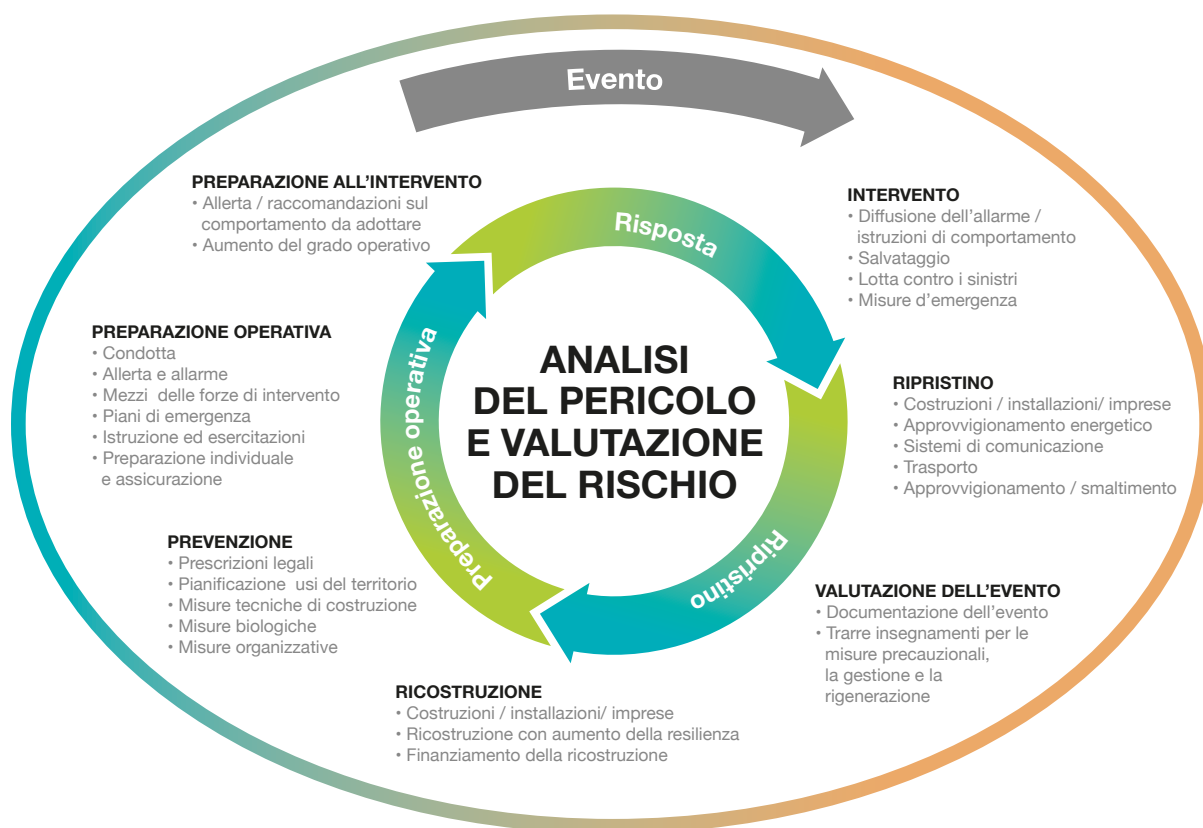 Evento
PREPARAZIONE ALL’INTERVENTO
• Allerta / raccomandazioni sul
comportamento da adottare
• Aumento del grado operativo
INTERVENTO
• Diffusione dell’allarme /
istruzioni di comportamento
• Salvataggio
• Lotta contro i sinistri
• Misure d’emergenza
Risposta
PREPARAZIONE OPERATIVA
• Condotta
• Allerta e allarme
• Mezzi  delle forze di intervento
• Piani di emergenza
• Istruzione ed esercitazioni
• Preparazione individuale
e assicurazione
Preparazione operativa
ANALISI
DEL PERICOLO
E VALUTAZIONE
DEL RISCHIO
RIPRISTINO
• Costruzioni / installazioni/ imprese
• Approvvigionamento energetico
• Sistemi di comunicazione
• Trasporto
• Approvvigionamento / smaltimento
Ripristino
PREVENZIONE
• Prescrizioni legali
• Pianificazione  usi del territorio
• Misure tecniche di costruzione
• Misure biologiche
• Misure organizzative
VALUTAZIONE DELL’EVENTO
• Documentazione dell’evento
• Trarre insegnamenti per le
misure precauzionali,
la gestione e la
rigenerazione
RICOSTRUZIONE
• Costruzioni / installazioni/ imprese
• Ricostruzione con aumento della resilienza
• Finanziamento della ricostruzione